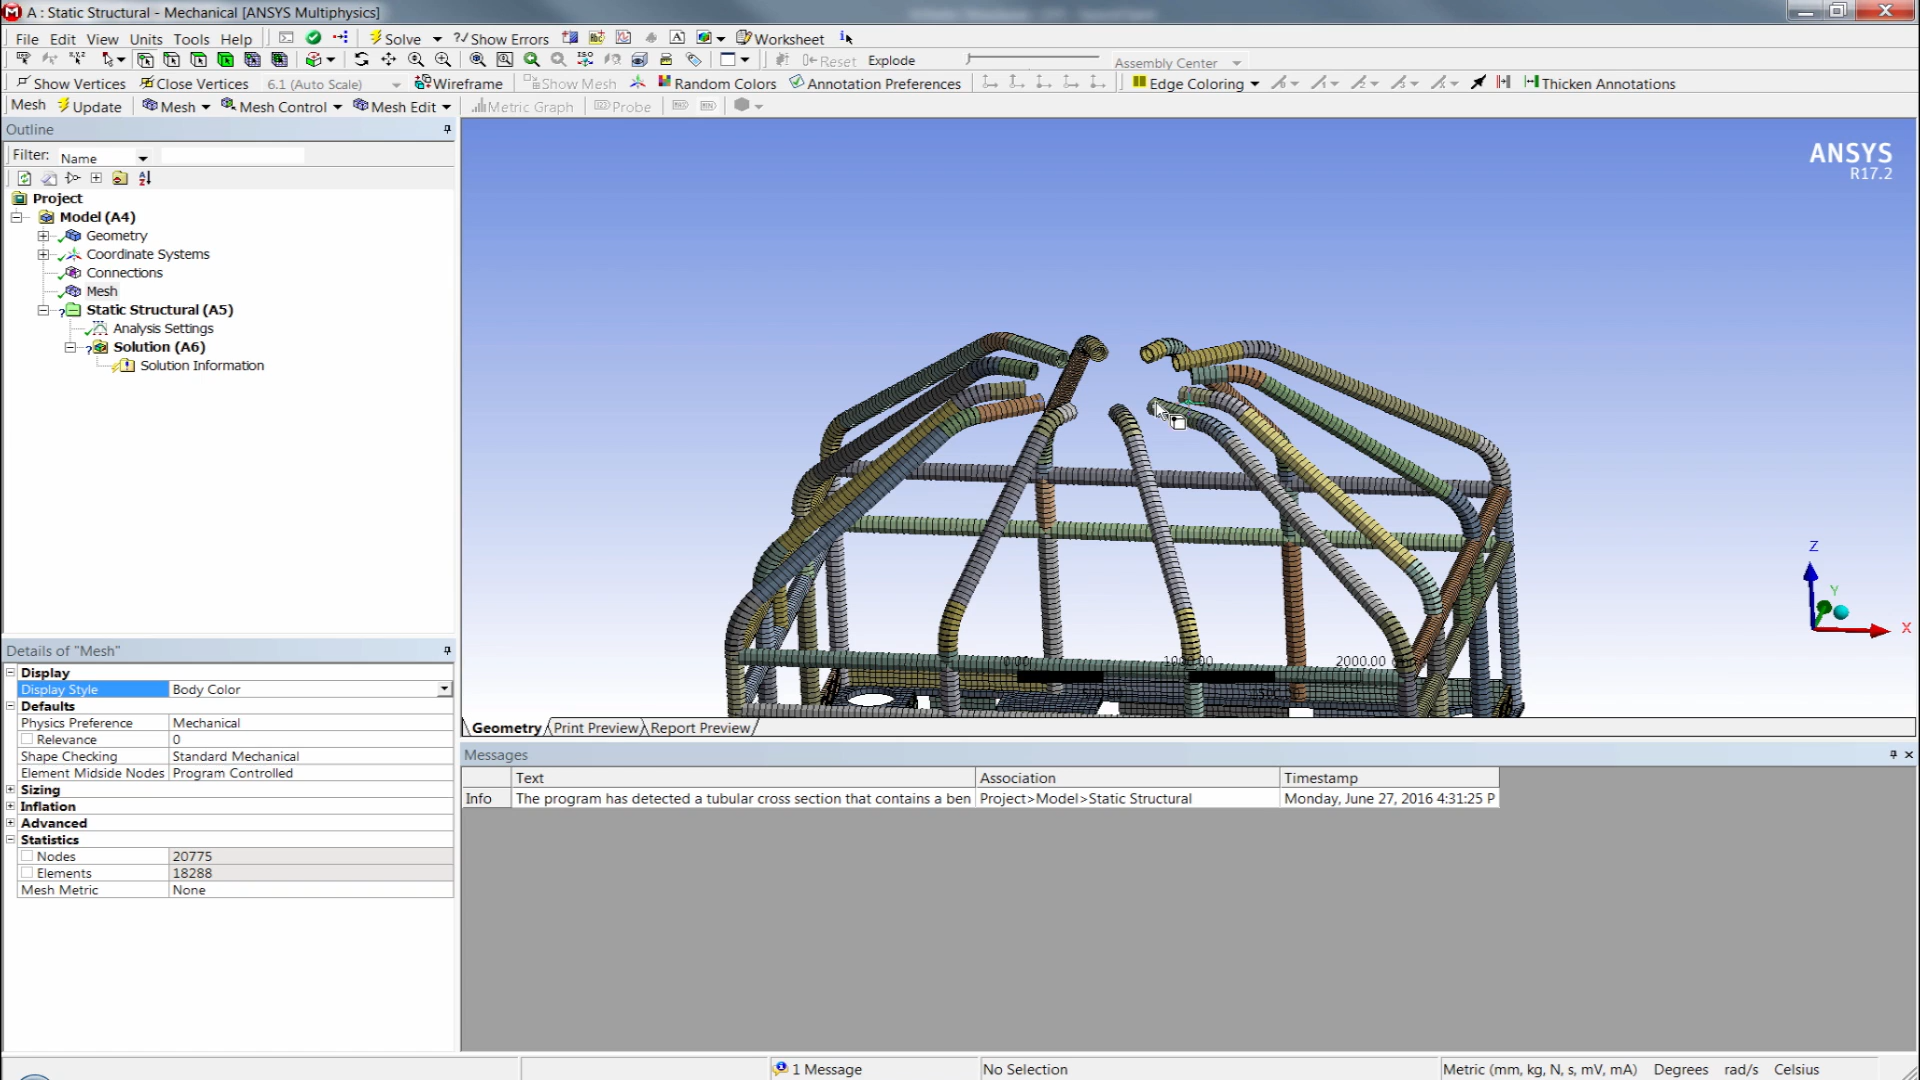 A : Static Structural - Mechanical [ANSYS Multiphysics]
File Edit View Units Tools Help Solve ?/Show Errors Worksheet
Reset Explode Assembly Center
Show Vertices Close Vertices 6.1 (Auto Scale) Wireframe Show Mesh Random Colors Annotation Preferences Edge Coloring Thicken Annotations
Mesh Update Mesh Mesh Control Mesh Edit Metric Graph Probe
Outline
Filter: Name
Project
Model (A4)
Geometry
Coordinate Systems
Connections
Mesh
Static Structural (A5)
Analysis Settings
Solution (A6)
Solution Information
ANSYS
R17.2
Z
Y
X
0.00 1000.00 2000.00
Details of "Mesh"
Display
Display Style Body Color
Defaults
Physics Preference Mechanical
Relevance 0
Shape Checking Standard Mechanical
Element Midside Nodes Program Controlled
Sizing
Inflation
Advanced
Statistics
Nodes 20775
Elements 18288
Mesh Metric None
Geometry Print Preview Report Preview
Messages
Text Association Timestamp
Info The program has detected a tubular cross section that contains a ben Project>Model>Static Structural Monday, June 27, 2016 4:31:25 P
1 Message No Selection Metric (mm, kg, N, s, mV, mA) Degrees rad/s Celsius